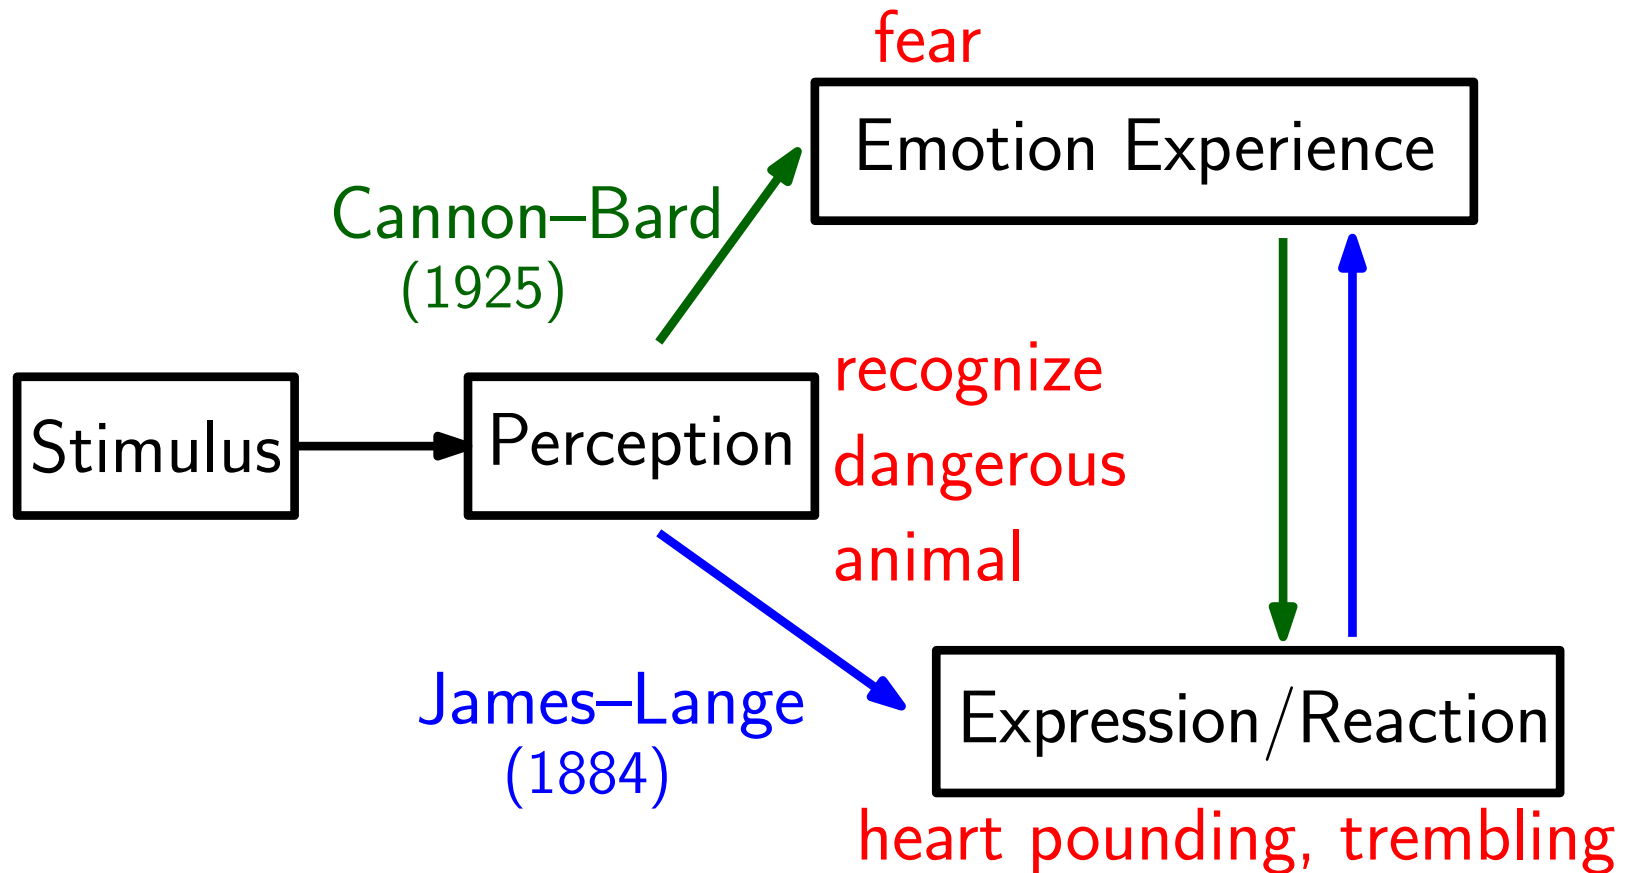 fear
Emotion Experience
Cannon–Bard
(1925)
Stimulus
Perception
recognize
dangerous
animal
James–Lange
(1884)
Expression/Reaction
heart pounding, trembling